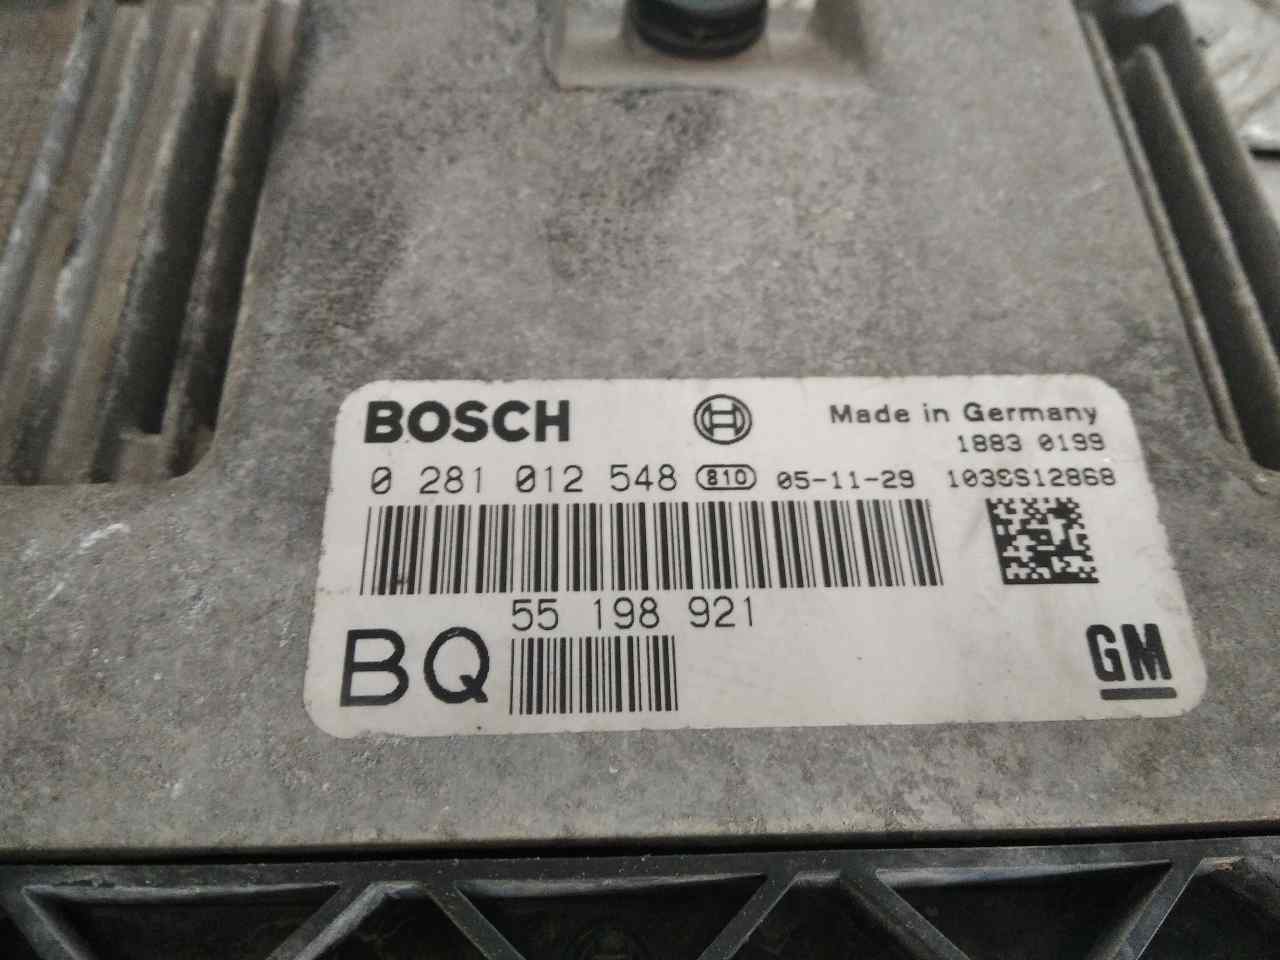 BOSCH Made in Germany
1883 0199
0 281 012 548 810 05-11-29 103SS12868
55 198 921
BQ
GM